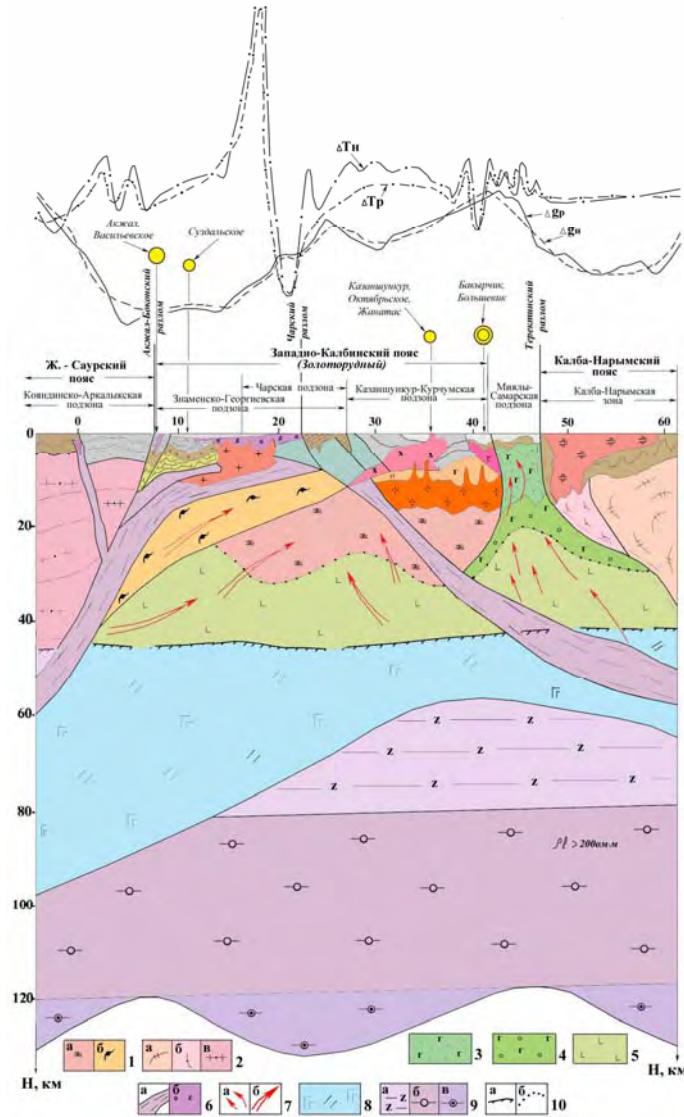 ΔTн
ΔTр
Δgр
Δgн
Акжал,
Васильевское
Суздальское
Казаншункур,
Октябрьское,
Жанатас
Бакырчик,
Большевик
Акжал-Боконский
разлом
Чарский
разлом
Теректинский
разлом
Ж. - Саурский
пояс
Западно-Калбинский пояс
(Золоторудный)
Калба-Нарымский
пояс
Кояндинско-Аркалыкская
подзона
Знаменско-Георгиевская
подзона
Чарская подзона
Казаншункур-Курчумская
подзона
Миялы-
Самарская
подзона
Калба-Нарымская
зона
0 10 20 30 40 50 60
0
20
40
60
80
100
120
> 200ом·м
Н, км
Н, км
а б 1
а б в 2
3
4
5
а б 6
а б 7
8
а б в 9
а б 10